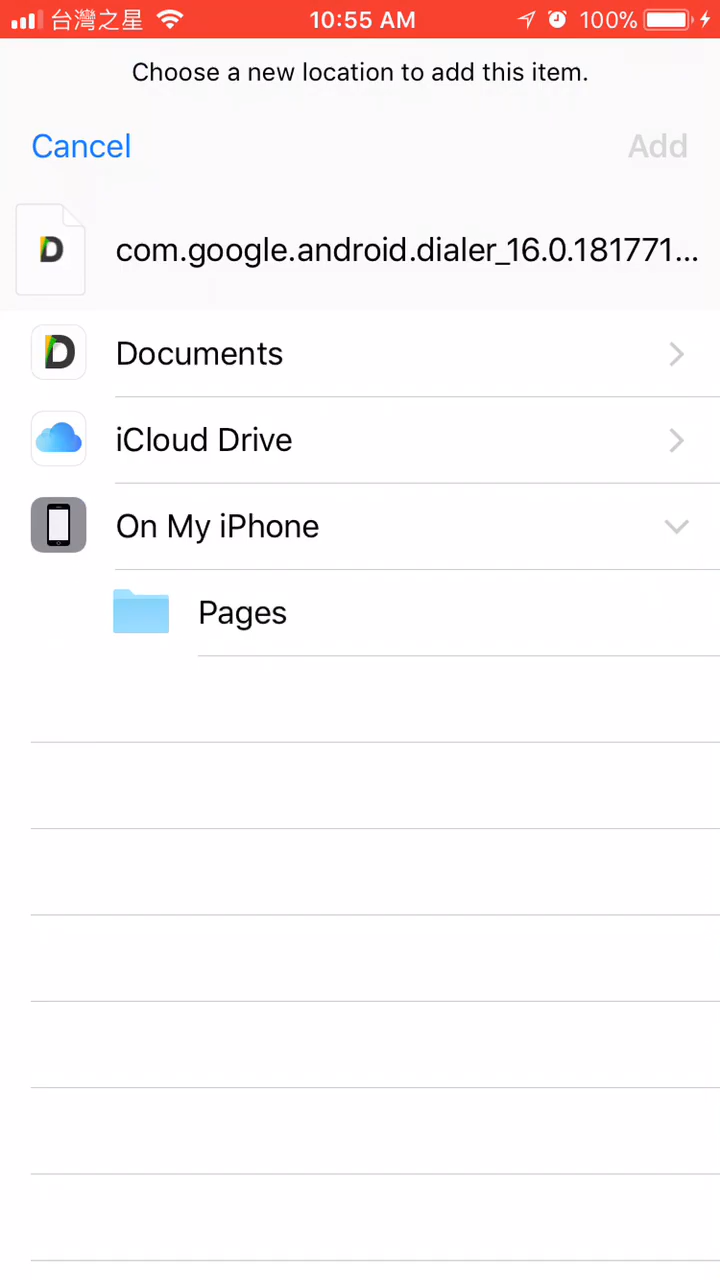 台灣之星 10:55 AM 100%
Choose a new location to add this item.
Cancel Add
D com.google.android.dialer_16.0.181771...
D Documents
iCloud Drive
On My iPhone
Pages